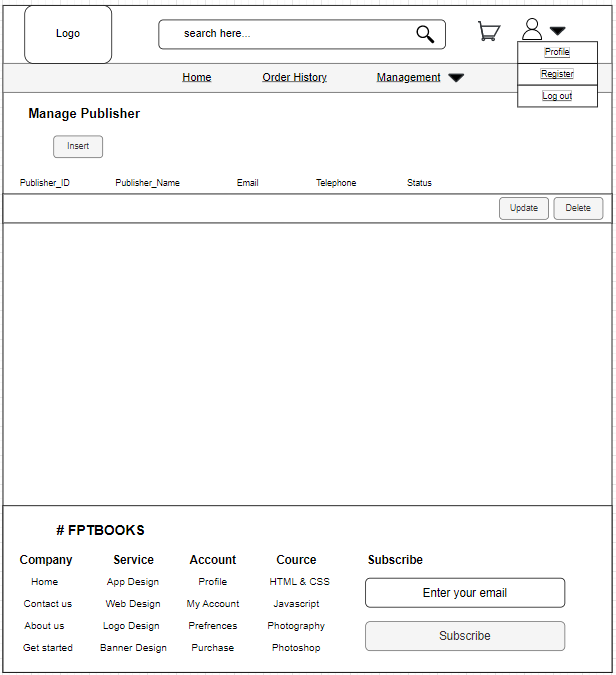 Logo
search here...
Profile
Register
Log out
Home Order History Management
Manage Publisher
Insert
Publisher_ID Publisher_Name Email Telephone Status
Update Delete
# FPTBOOKS
Company Service Account Cource Subscribe
Home App Design Profile HTML & CSS
Enter your email
Contact us Web Design My Account Javascript
About us Logo Design Prefrences Photography
Subscribe
Get started Banner Design Purchase Photoshop